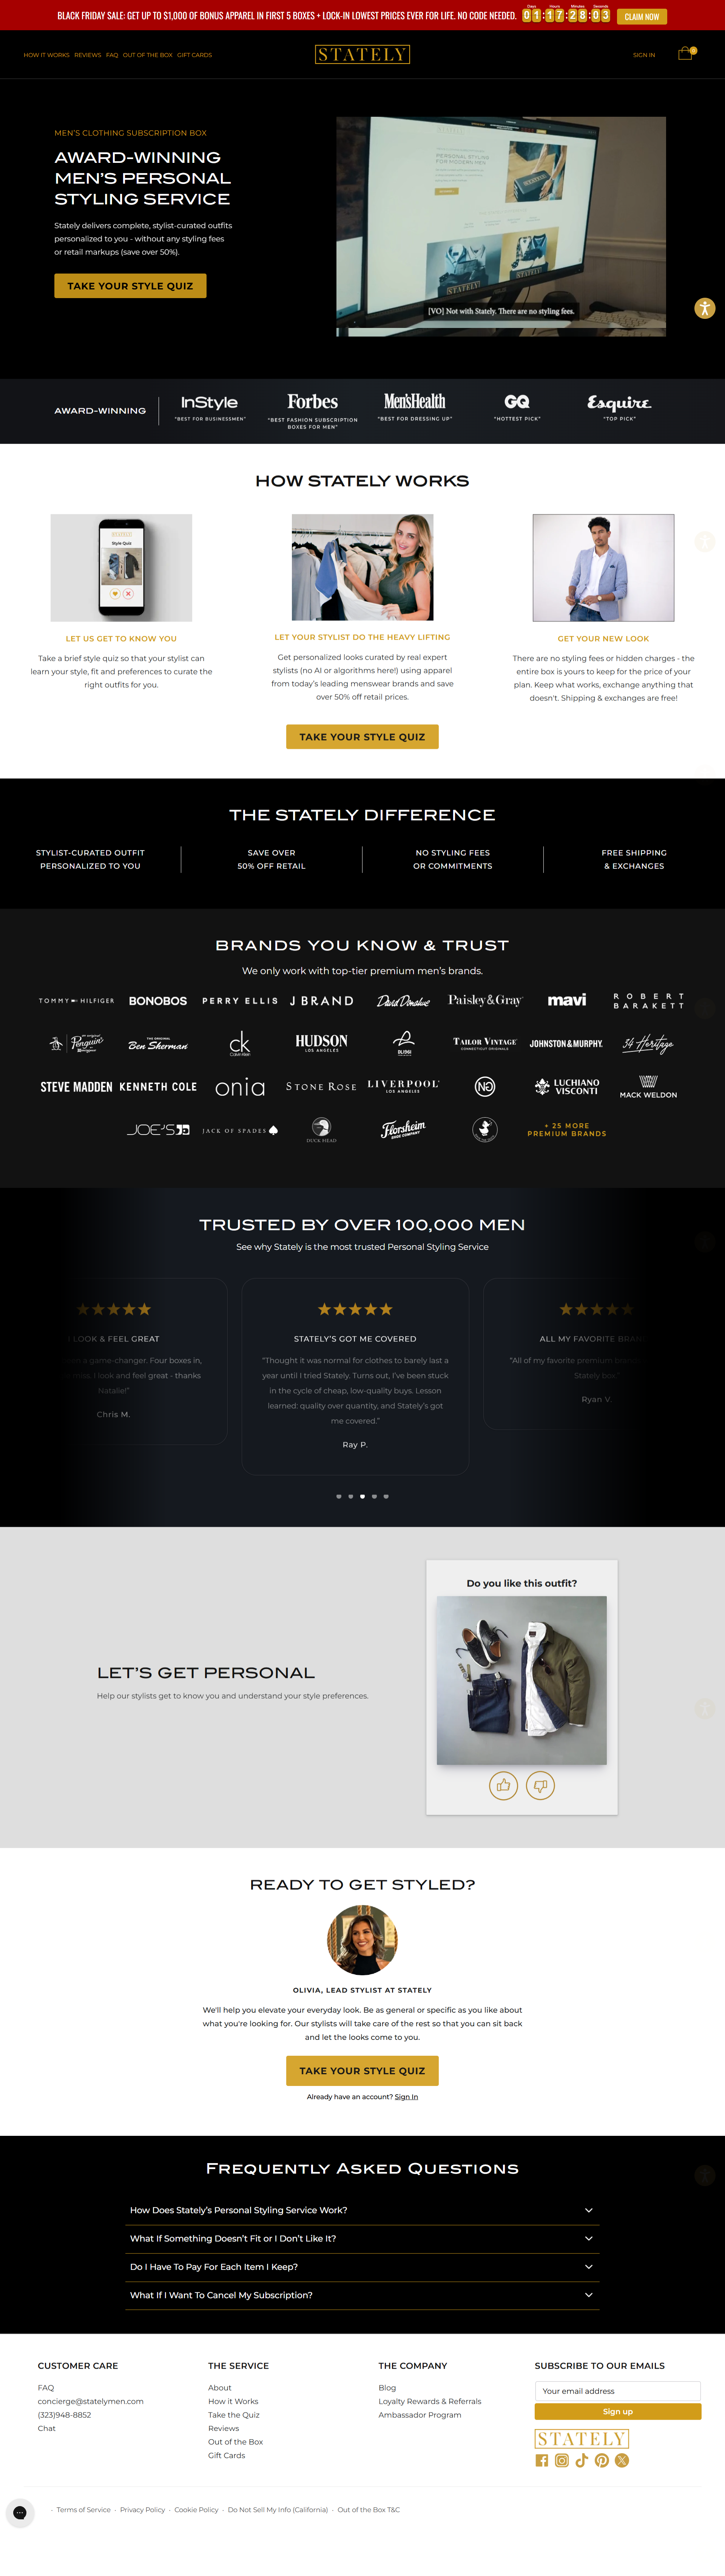 BLACK FRIDAY SALE: GET UP TO $1,000 OF BONUS APPAREL IN FIRST 5 BOXES + LOCK-IN LOWEST PRICES EVER FOR LIFE. NO CODE NEEDED.
Days Hours Minutes Seconds
01:17:28:03
CLAIM NOW
HOW IT WORKS REVIEWS FAQ OUT OF THE BOX GIFT CARDS
STATELY
SIGN IN
0
MEN'S CLOTHING SUBSCRIPTION BOX
AWARD-WINNING
MEN'S PERSONAL
STYLING SERVICE
Stately delivers complete, stylist-curated outfits
personalized to you - without any styling fees
or retail markups (save over 50%).
TAKE YOUR STYLE QUIZ
PERSONAL STYLING
FOR MODERN MEN
STATELY
STATELY
[VO] Not with Stately. There are no styling fees.
AWARD-WINNING
InStyle
"BEST FOR BUSINESSMEN"
Forbes
"BEST FASHION SUBSCRIPTION
BOXES FOR MEN"
Men'sHealth
"BEST FOR DRESSING UP"
GQ
"HOTTEST PICK"
Esquire
"TOP PICK"
HOW STATELY WORKS
STATELY
Style Quiz
LET US GET TO KNOW YOU
Take a brief style quiz so that your stylist can
learn your style, fit and preferences to curate the
right outfits for you.
LET YOUR STYLIST DO THE HEAVY LIFTING
Get personalized looks curated by real expert
stylists (no AI or algorithms here!) using apparel
from today's leading menswear brands and save
over 50% off retail prices.
GET YOUR NEW LOOK
There are no styling fees or hidden charges - the
entire box is yours to keep for the price of your
plan. Keep what works, exchange anything that
doesn't. Shipping & exchanges are free!
TAKE YOUR STYLE QUIZ
THE STATELY DIFFERENCE
STYLIST-CURATED OUTFIT
PERSONALIZED TO YOU
SAVE OVER
50% OFF RETAIL
NO STYLING FEES
OR COMMITMENTS
FREE SHIPPING
& EXCHANGES
BRANDS YOU KNOW & TRUST
We only work with top-tier premium men's brands.
TOMMY HILFIGER
BONOBOS
PERRY ELLIS
J BRAND
David Donahue
Paisley & Gray
mavi
ROBERT
BARAKETT
an original
Penguin
by Munsingwear
THE ORIGINAL
Ben Sherman
ck
Calvin Klein
HUDSON
LOS ANGELES
BUGATCHI
TAILOR VINTAGE
CONNECTICUT ORIGINALS
JOHNSTON & MURPHY.
34 Heritage
STEVE MADDEN
KENNETH COLE
onia
STONE ROSE
LIVERPOOL
LOS ANGELES
LUCHIANO
VISCONTI
MACK WELDON
JOE'S
JACK OF SPADES
DUCK HEAD
Florsheim
SHOE COMPANY
+ 25 MORE
PREMIUM BRANDS
TRUSTED BY OVER 100,000 MEN
See why Stately is the most trusted Personal Styling Service
I LOOK & FEEL GREAT
a game-changer. Four boxes in,
I look and feel great - thanks
Natalie!"
Chris M.
STATELY'S GOT ME COVERED
"Thought it was normal for clothes to barely last a
year until I tried Stately. Turns out, I've been stuck
in the cycle of cheap, low-quality buys. Lesson
learned: quality over quantity, and Stately's got
me covered."
Ray P.
ALL MY FAVORITE BRANDS
"All of my favorite premium
Stately box."
Ryan V.
LET'S GET PERSONAL
Help our stylists get to know you and understand your style preferences.
Do you like this outfit?
READY TO GET STYLED?
OLIVIA, LEAD STYLIST AT STATELY
We'll help you elevate your everyday look. Be as general or specific as you like about
what you're looking for. Our stylists will take care of the rest so that you can sit back
and let the looks come to you.
TAKE YOUR STYLE QUIZ
Already have an account? Sign In
FREQUENTLY ASKED QUESTIONS
How Does Stately's Personal Styling Service Work?
What If Something Doesn't Fit or I Don't Like It?
Do I Have To Pay For Each Item I Keep?
What If I Want To Cancel My Subscription?
CUSTOMER CARE
FAQ
concierge@statelymen.com
(323)948-8852
Chat
THE SERVICE
About
How it Works
Take the Quiz
Reviews
Out of the Box
Gift Cards
THE COMPANY
Blog
Loyalty Rewards & Referrals
Ambassador Program
SUBSCRIBE TO OUR EMAILS
Your email address
Sign up
STATELY
· Terms of Service · Privacy Policy · Cookie Policy · Do Not Sell My Info (California) · Out of the Box T&C